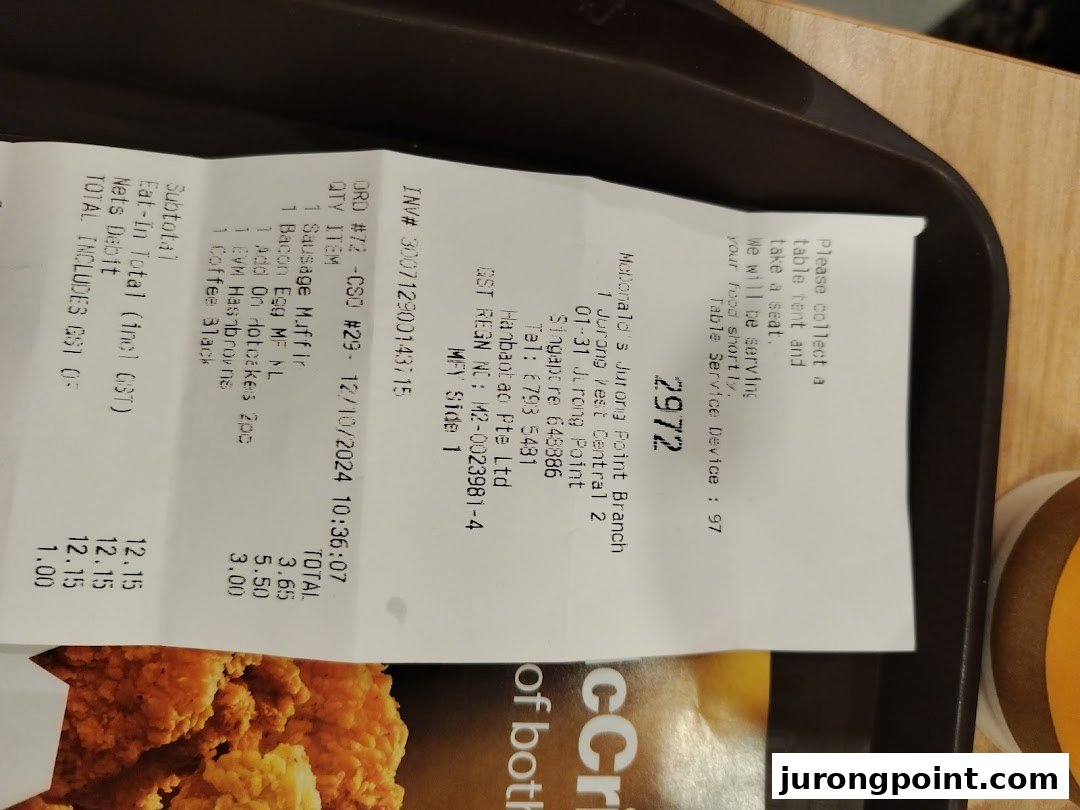 Please collect a
table tent and
take a seat.
We will be serving
your food shortly.
Table Service Device : 97
2972
McDonald's Jurong Point Branch
1 Jurong West Central 2
01-31 Jurong Point
Singapore 648886
Tel: 6793 5481
Hanbaobao Pte Ltd
GST REGN NO: M2-0023981-4
MFY Side 1
INV# 300712900143715
ORD #72 -CSO #29- 12/10/2024 10:36:07
QTY ITEM TOTAL
1 Sausage Muffin 3.65
1 Bacon Egg MF ML 5.50
1 Add On Hotcakes 2pc 3.00
1 EVM Hashbrowns
1 Coffee Black
Subtotal 12.15
Eat-In Total (incl GST) 12.15
Nets Debit 12.15
TOTAL INCLUDES GST OF 1.00
cCri
of both
jurongpoint.com